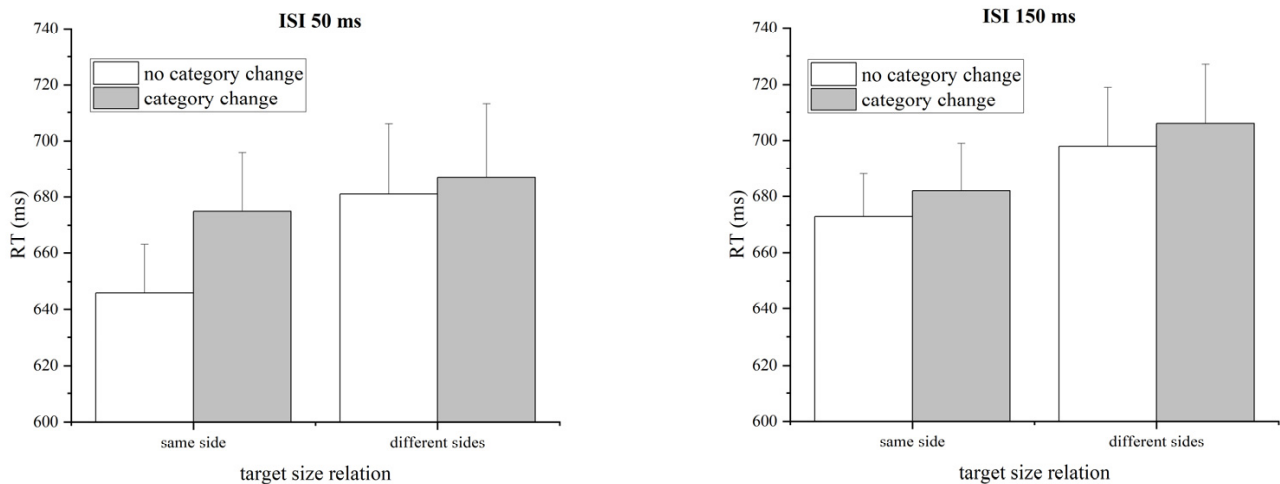 ISI 50 ms
740
720
700
680
660
640
620
600
RT (ms)
no category change
category change
same side
different sides
target size relation
ISI 150 ms
740
720
700
680
660
640
620
600
RT (ms)
no category change
category change
same side
different sides
target size relation